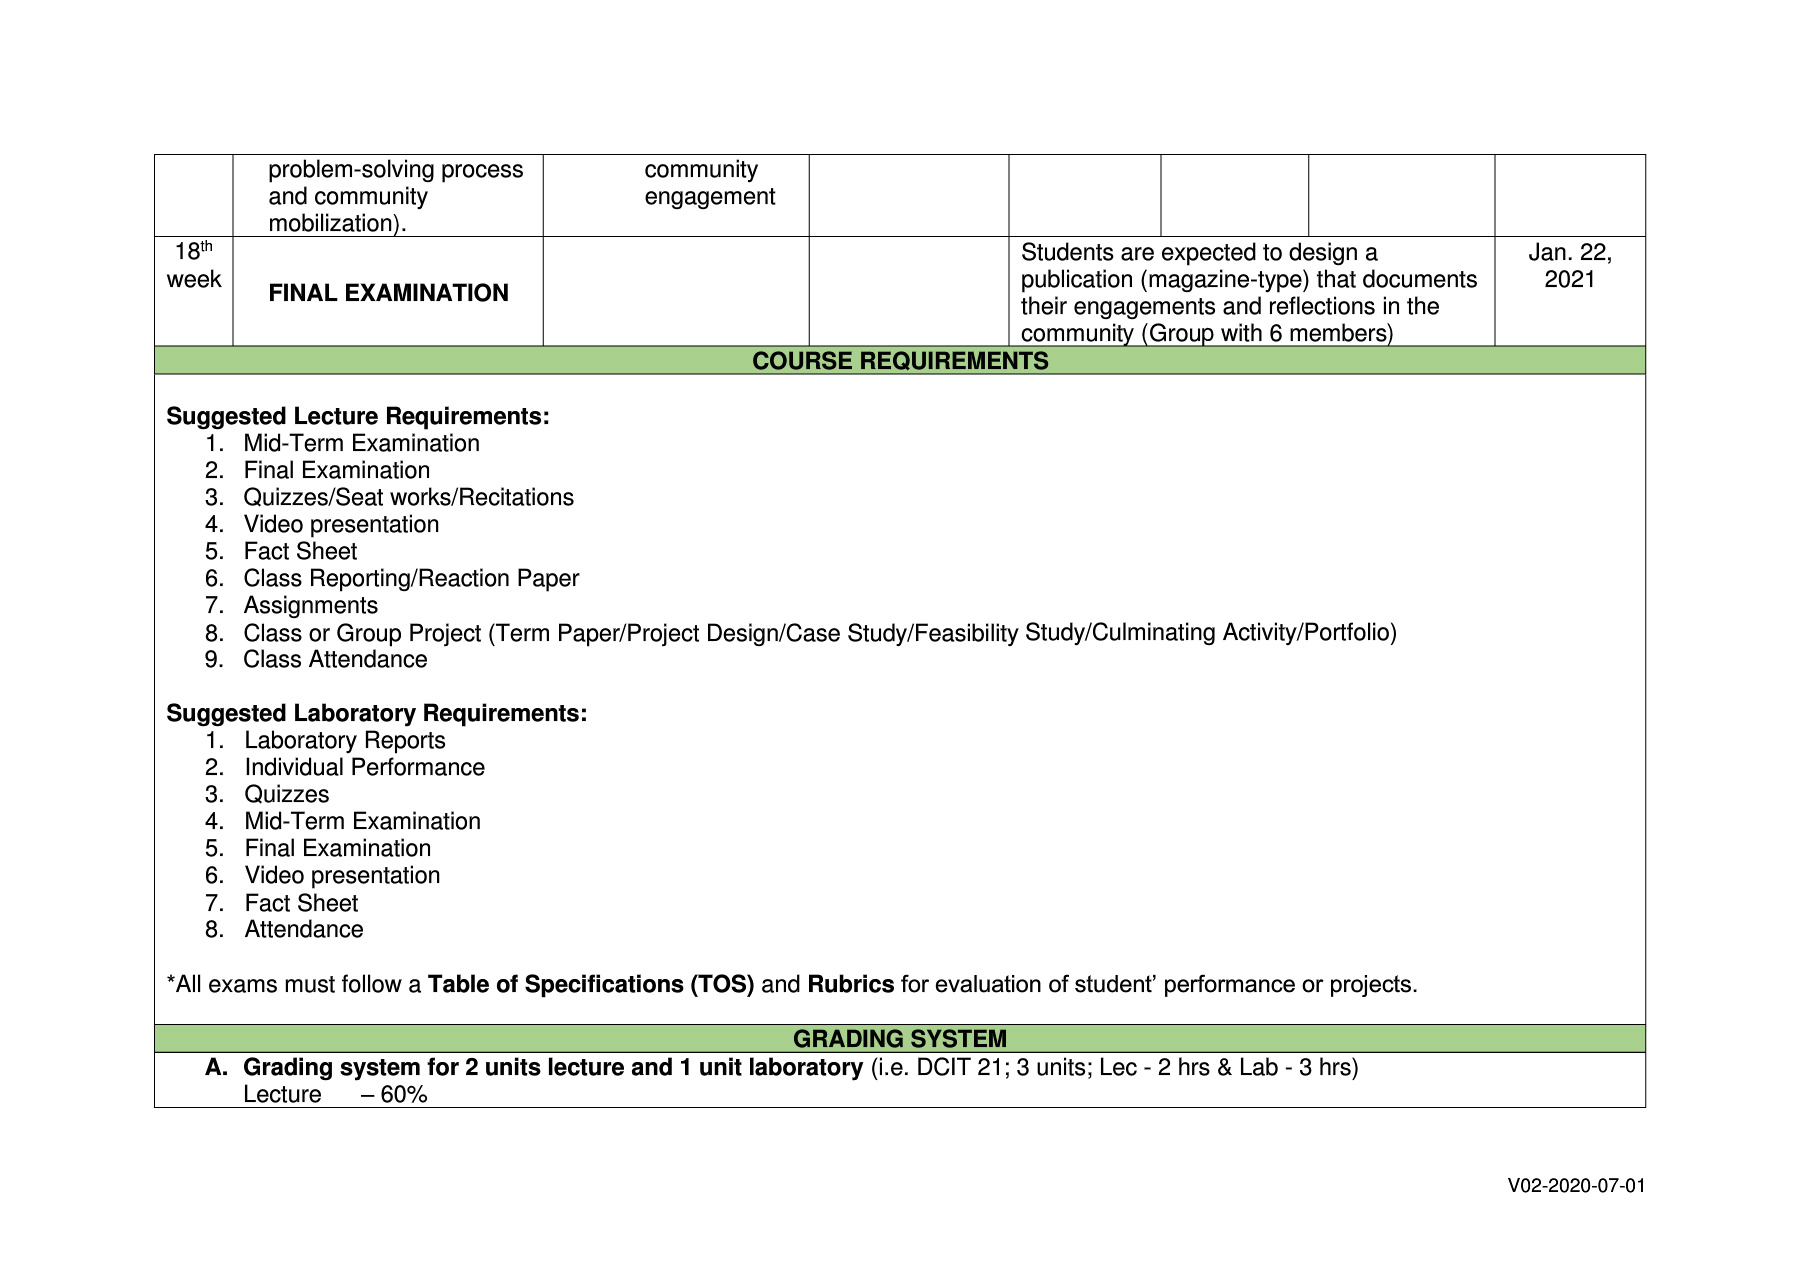 problem-solving process
and community
mobilization).
community
engagement
18th
week
FINAL EXAMINATION
Students are expected to design a
publication (magazine-type) that documents
their engagements and reflections in the
community (Group with 6 members)
Jan. 22,
2021
COURSE REQUIREMENTS
Suggested Lecture Requirements:
1. Mid-Term Examination
2. Final Examination
3. Quizzes/Seat works/Recitations
4. Video presentation
5. Fact Sheet
6. Class Reporting/Reaction Paper
7. Assignments
8. Class or Group Project (Term Paper/Project Design/Case Study/Feasibility Study/Culminating Activity/Portfolio)
9. Class Attendance
Suggested Laboratory Requirements:
1. Laboratory Reports
2. Individual Performance
3. Quizzes
4. Mid-Term Examination
5. Final Examination
6. Video presentation
7. Fact Sheet
8. Attendance
*All exams must follow a Table of Specifications (TOS) and Rubrics for evaluation of student’ performance or projects.
GRADING SYSTEM
A. Grading system for 2 units lecture and 1 unit laboratory (i.e. DCIT 21; 3 units; Lec - 2 hrs & Lab - 3 hrs)
Lecture – 60%
V02-2020-07-01